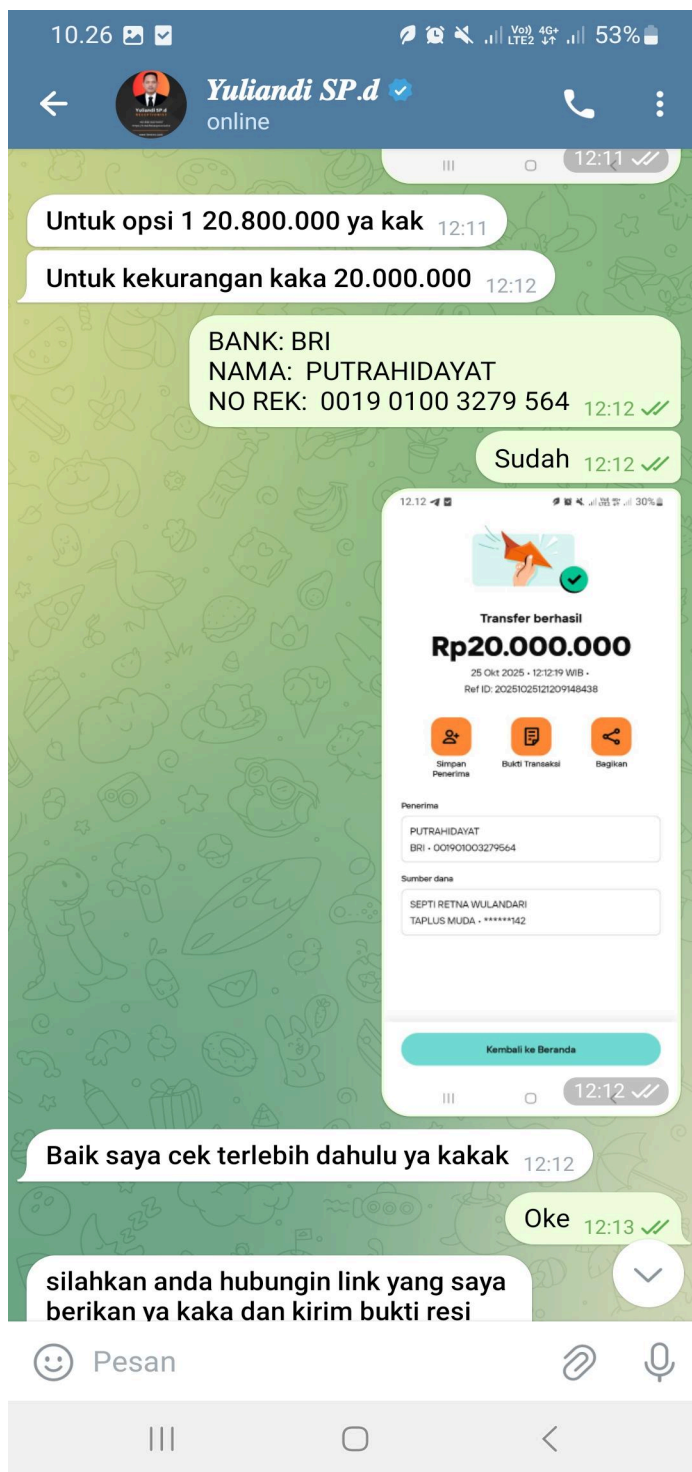 10.26
Vo)) 4G+
LTE2
53%
Yuliandi SP.d
online
12:11
Untuk opsi 1 20.800.000 ya kak 12:11
Untuk kekurangan kaka 20.000.000 12:12
BANK: BRI
NAMA: PUTRAHIDAYAT
NO REK: 0019 0100 3279 564 12:12
Sudah 12:12
12.12
30%
Transfer berhasil
Rp20.000.000
25 Okt 2025 • 12:12:19 WIB •
Ref ID: 20251025121209148438
Simpan Penerima
Bukti Transaksi
Bagikan
Penerima
PUTRAHIDAYAT
BRI • 001901003279564
Sumber dana
SEPTI RETNA WULANDARI
TAPLUS MUDA • ******142
Kembali ke Beranda
12:12
Baik saya cek terlebih dahulu ya kakak 12:12
Oke 12:13
silahkan anda hubungin link yang saya
berikan ya kaka dan kirim bukti resi
Pesan